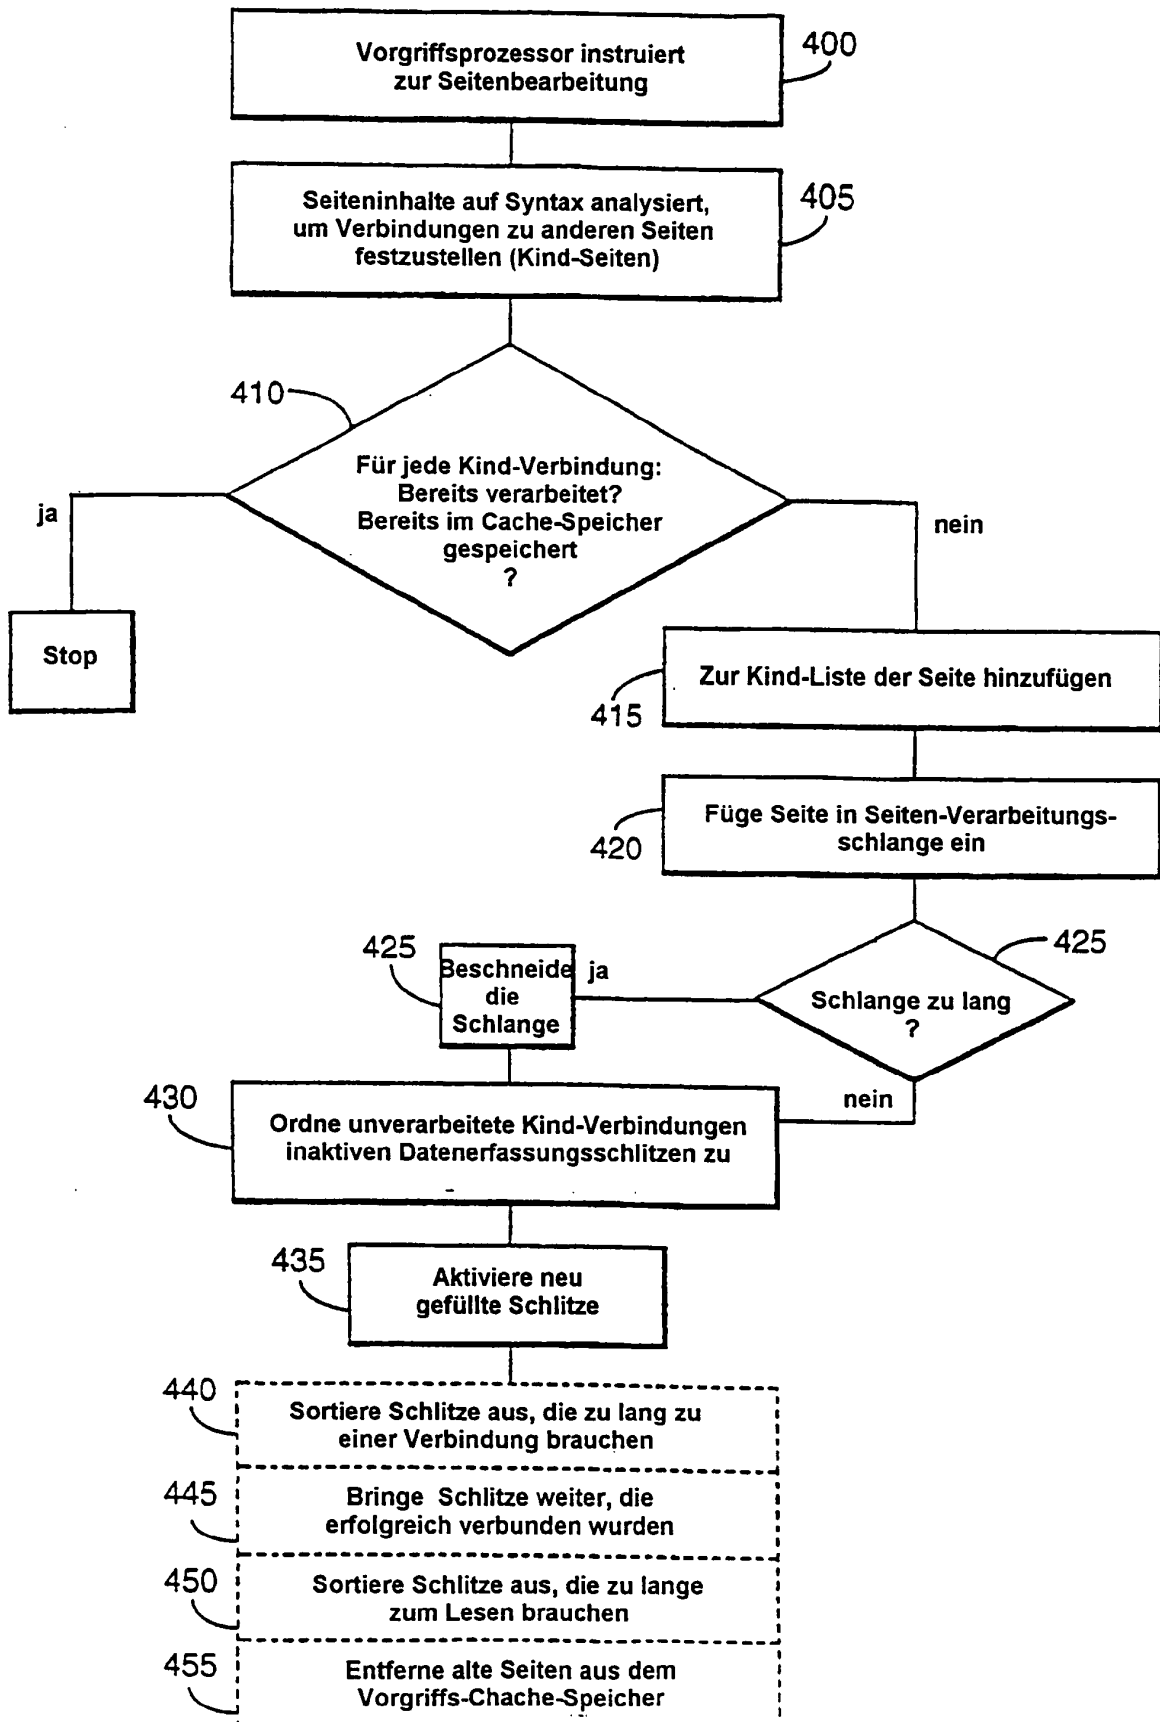 Vorgriffsprozessor instruiert
zur Seitenbearbeitung
400
Seiteninhalte auf Syntax analysiert,
um Verbindungen zu anderen Seiten
festzustellen (Kind-Seiten)
405
410
Für jede Kind-Verbindung:
Bereits verarbeitet?
Bereits im Cache-Speicher
gespeichert
?
ja
nein
Stop
Zur Kind-Liste der Seite hinzufügen
415
Füge Seite in Seiten-Verarbeitungs-
schlange ein
420
425
Beschneide
die
Schlange
ja
Schlange zu lang
?
425
nein
430
Ordne unverarbeitete Kind-Verbindungen
inaktiven Datenerfassungsschlitzen zu
435
Aktiviere neu
gefüllte Schlitze
440
Sortiere Schlitze aus, die zu lang zu
einer Verbindung brauchen
445
Bringe Schlitze weiter, die
erfolgreich verbunden wurden
450
Sortiere Schlitze aus, die zu lange
zum Lesen brauchen
455
Entferne alte Seiten aus dem
Vorgriffs-Chache-Speicher